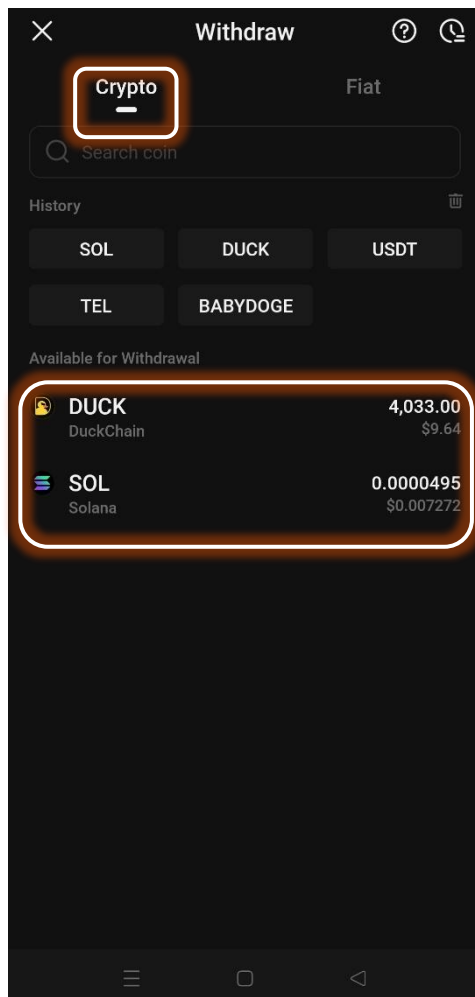 Withdraw
Crypto Fiat
Search coin
History
SOL DUCK USDT
TEL BABYDOGE
Available for Withdrawal
DUCK 4,033.00
DuckChain $9.64
SOL 0.0000495
Solana $0.007272